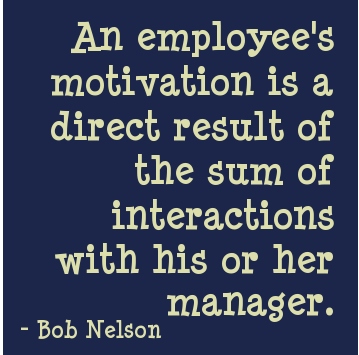 An employee's
motivation is a
direct result of
the sum of
interactions
with his or her
manager.
- Bob Nelson